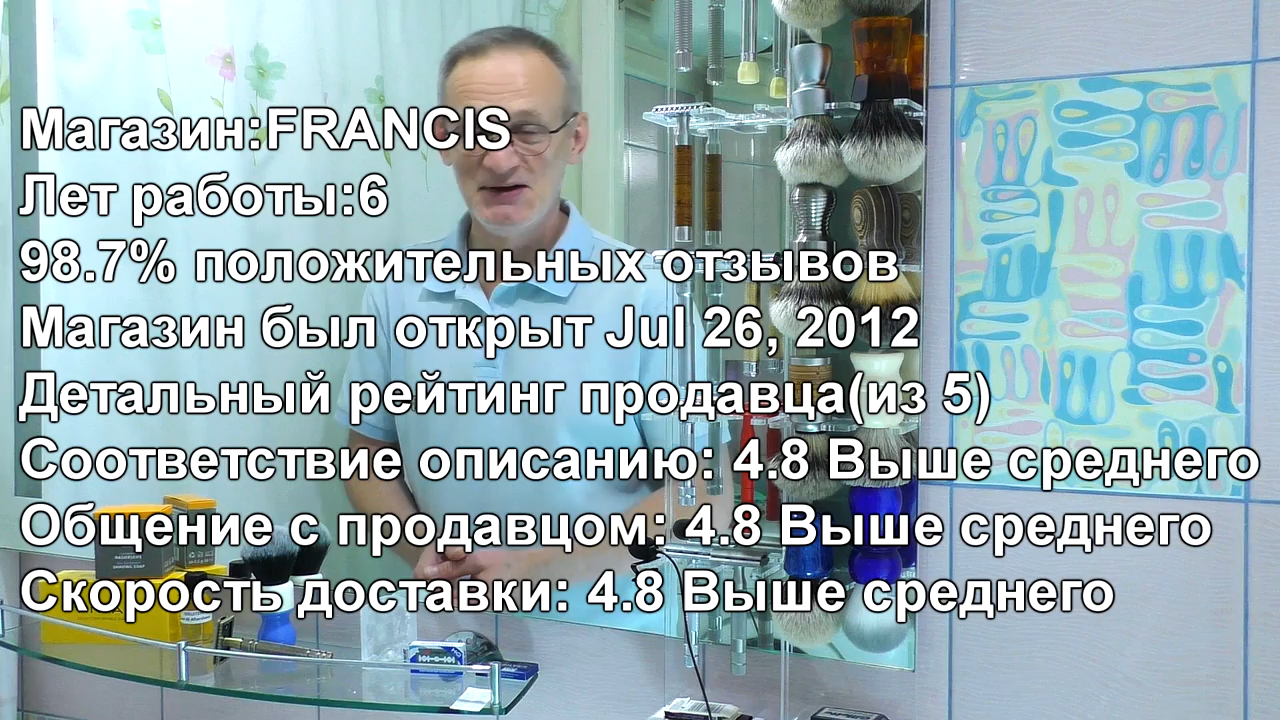 Магазин:FRANCIS
Лет работы:6
98.7% положительных отзывов
Магазин был открыт Jul 26, 2012
Детальный рейтинг продавца(из 5)
Соответствие описанию: 4.8 Выше среднего
Общение с продавцом: 4.8 Выше среднего
Скорость доставки: 4.8 Выше среднего